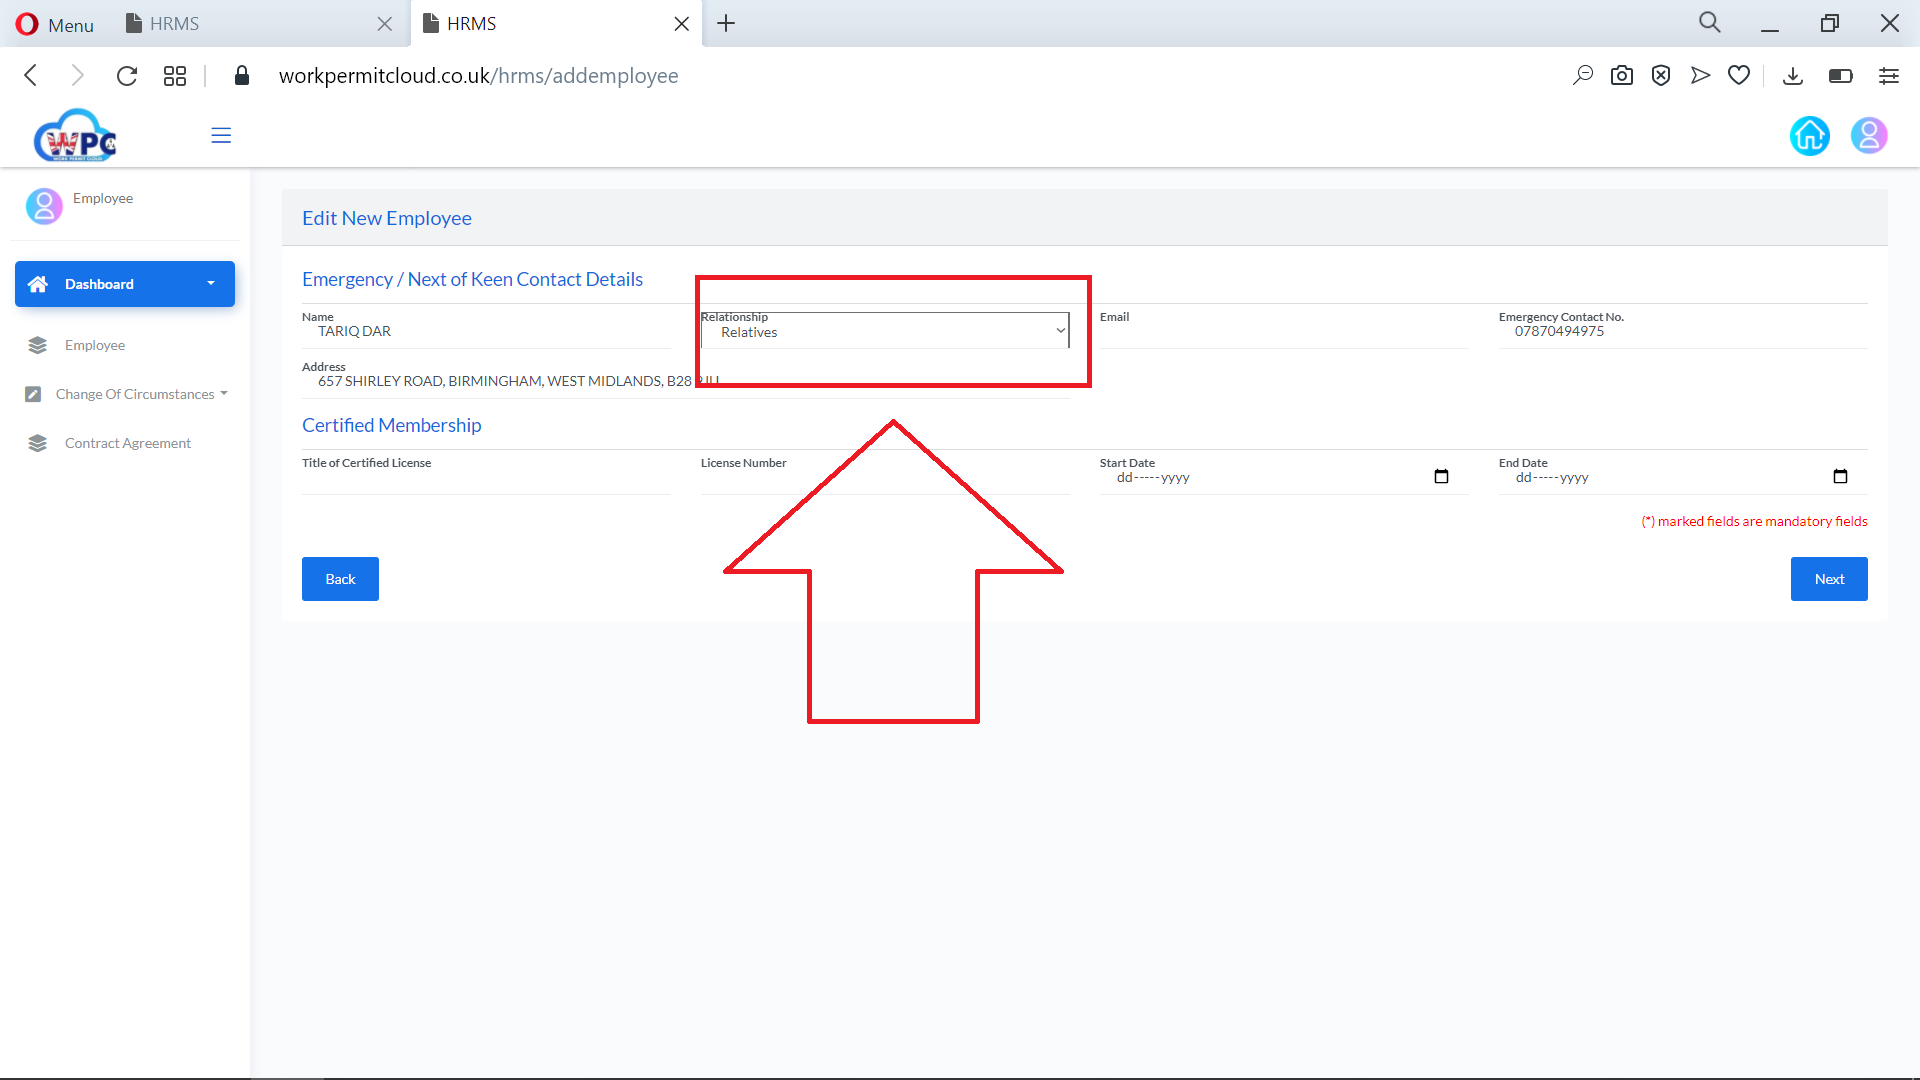 Menu
HRMS
HRMS
workpermitcloud.co.uk/hrms/addemployee
WPC
WORK PERMIT CLOUD
Employee
Edit New Employee
Dashboard
Employee
Change Of Circumstances
Contract Agreement
Emergency / Next of Keen Contact Details
Name
TARIQ DAR
Relationship
Relatives
Email
Emergency Contact No.
07870494975
Address
657 SHIRLEY ROAD, BIRMINGHAM, WEST MIDLANDS, B28
Certified Membership
Title of Certified License
License Number
Start Date
dd-----yyyy
End Date
dd-----yyyy
(*) marked fields are mandatory fields
Back
Next